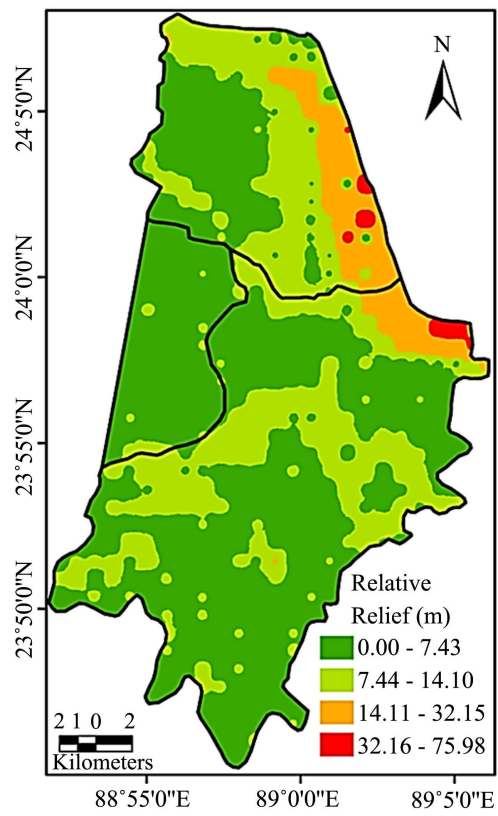 N
24°5'0"N
24°0'0"N
23°55'0"N
23°50'0"N
Relative
Relief (m)
0.00 - 7.43
7.44 - 14.10
14.11 - 32.15
32.16 - 75.98
2 1 0 2
Kilometers
88°55'0"E 89°0'0"E 89°5'0"E